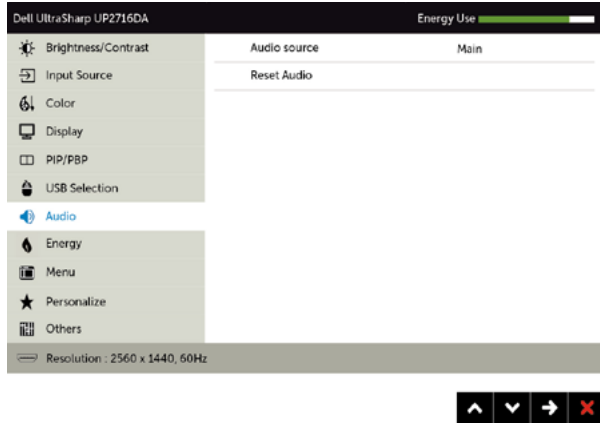 Dell UltraSharp UP2716DA Energy Use
Brightness/Contrast Audio source Main
Input Source Reset Audio
Color
Display
PIP/PBP
USB Selection
Audio
Energy
Menu
Personalize
Others
Resolution : 2560 x 1440, 60Hz